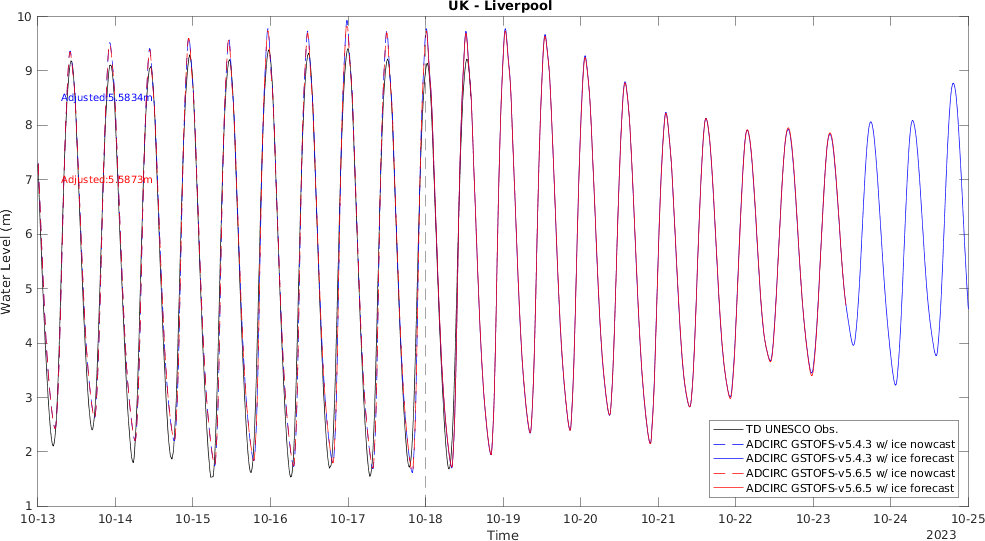 UK - Liverpool
10
9
8
7
6
5
4
3
2
1
Water Level (m)
Adjusted:5.5834m
Adjusted:5.5873m
TD UNESCO Obs.
ADCIRC GSTOFS-v5.4.3 w/ ice nowcast
ADCIRC GSTOFS-v5.4.3 w/ ice forecast
ADCIRC GSTOFS-v5.6.5 w/ ice nowcast
ADCIRC GSTOFS-v5.6.5 w/ ice forecast
10-13 10-14 10-15 10-16 10-17 10-18 10-19 10-20 10-21 10-22 10-23 10-24 10-25
Time
2023